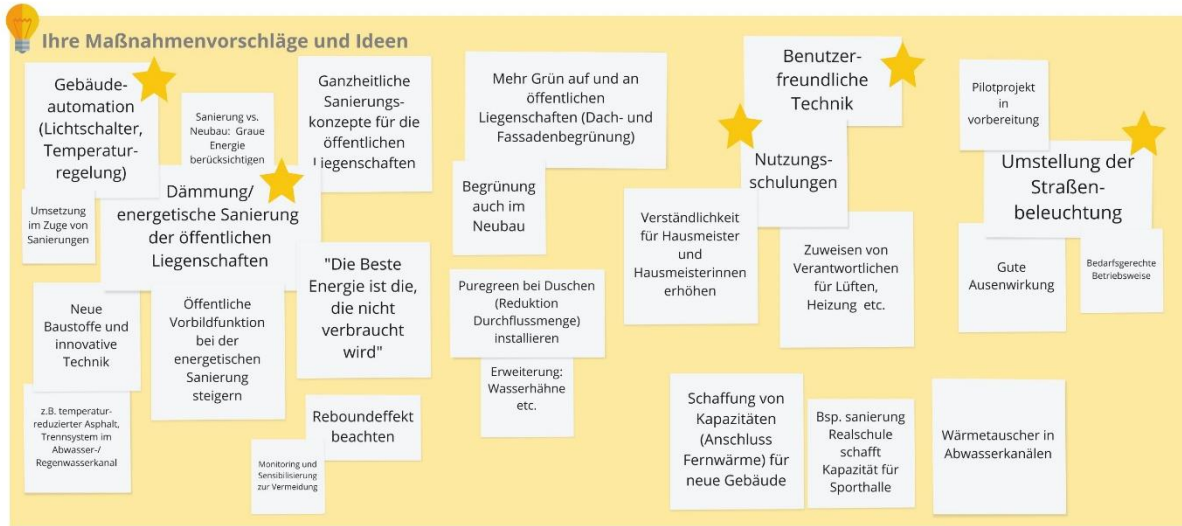 Ihre Maßnahmenvorschläge und Ideen
Gebäude-
automation
(Lichtschalter,
Temperatur-
regelung)
Sanierung vs.
Neubau: Graue
Energie
berücksichtigen
Ganzheitliche
Sanierungs-
konzepte für die
öffentlichen
Liegenschaften
Umsetzung
im Zuge von
Sanierungen
Dämmung/
energetische Sanierung
der öffentlichen
Liegenschaften
Neue
Baustoffe und
innovative
Technik
Öffentliche
Vorbildfunktion
bei der
energetischen
Sanierung
steigern
"Die Beste
Energie ist die,
die nicht
verbraucht
wird"
z.B. temperatur-
reduzierter Asphalt,
Trennsystem im
Abwasser-/
Regenwasserkanal
Reboundeffekt
beachten
Monitoring und
Sensibilisierung
zur Vermeidung
Mehr Grün auf und an
öffentlichen
Liegenschaften (Dach- und
Fassadenbegrünung)
Begrünung
auch im
Neubau
Puregreen bei Duschen
(Reduktion
Durchflussmenge)
installieren
Erweiterung:
Wasserhähne
etc.
Benutzer-
freundliche
Technik
Nutzungs-
schulungen
Verständlichkeit
für Hausmeister
und
Hausmeisterinnen
erhöhen
Zuweisen von
Verantwortlichen
für Lüften,
Heizung etc.
Schaffung von
Kapazitäten
(Anschluss
Fernwärme) für
neue Gebäude
Bsp. sanierung
Realschule
schafft
Kapazität für
Sporthalle
Pilotprojekt
in
vorbereitung
Umstellung der
Straßen-
beleuchtung
Gute
Ausenwirkung
Bedarfsgerechte
Betriebsweise
Wärmetauscher in
Abwasserkanälen